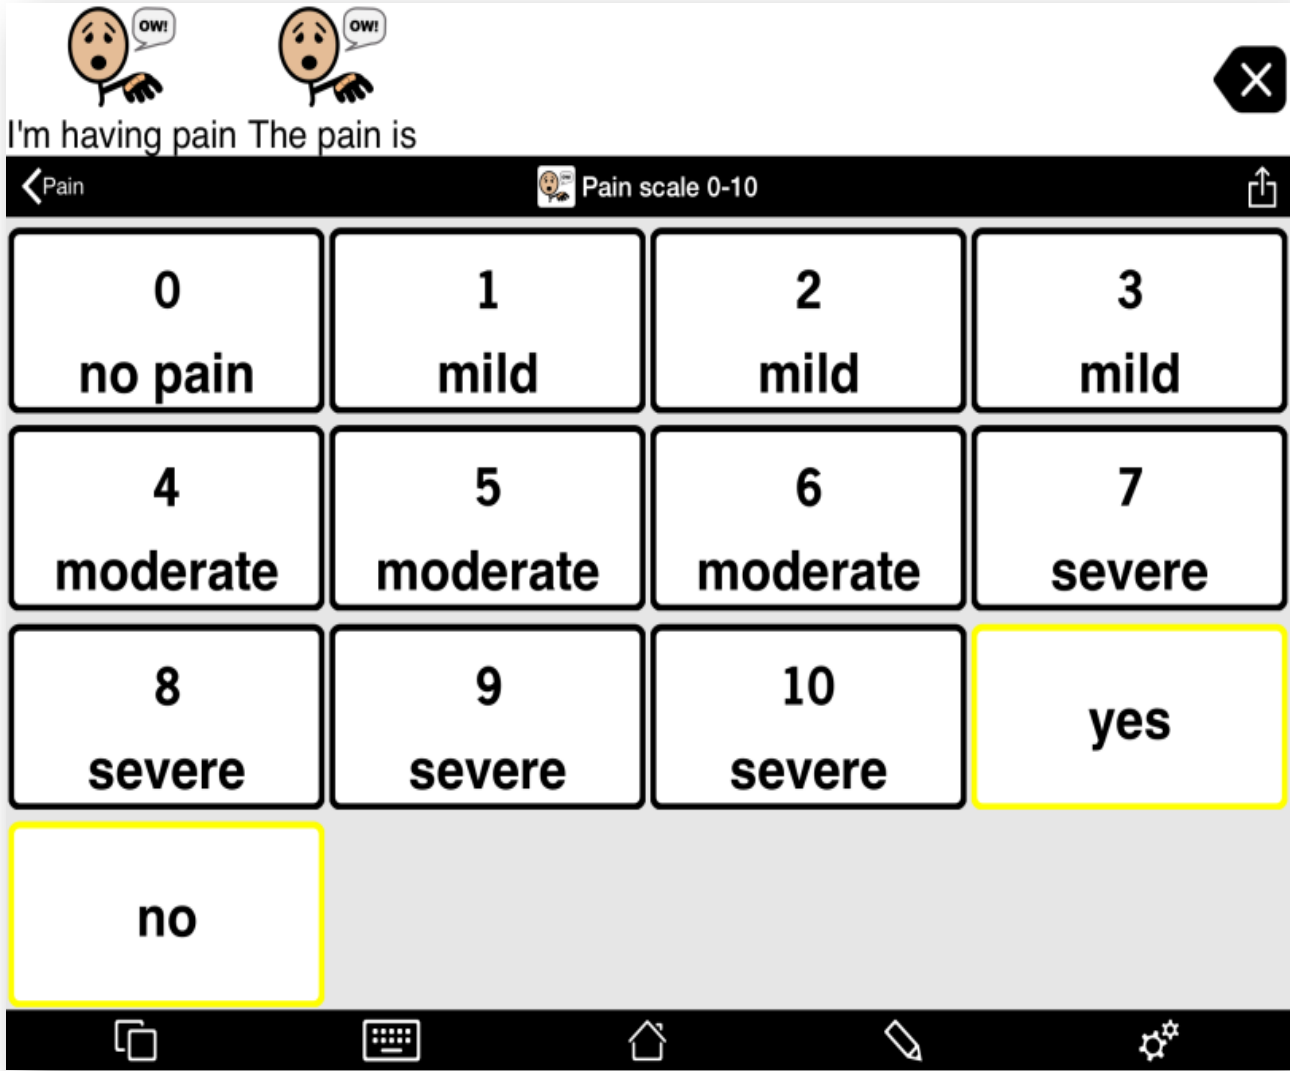 OW! OW!
I'm having pain The pain is
Pain Pain scale 0-10
0 1 2 3
no pain mild mild mild
4 5 6 7
moderate moderate moderate severe
8 9 10
severe severe severe yes
no